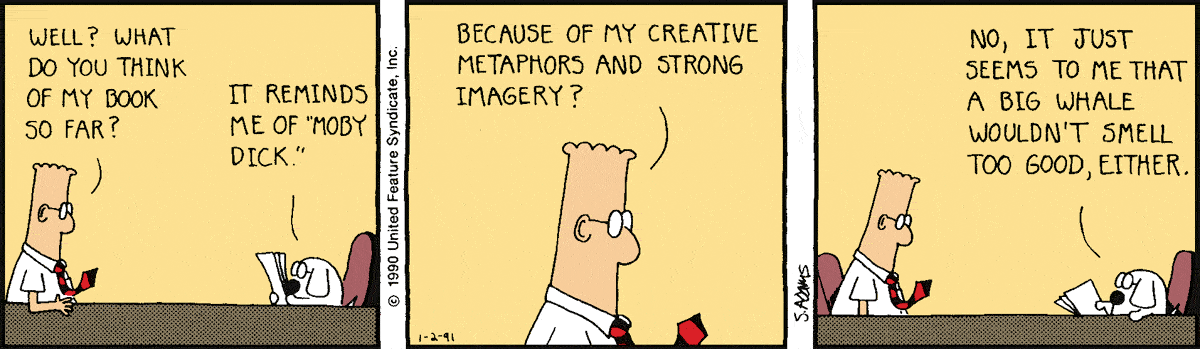 WELL? WHAT
DO YOU THINK
OF MY BOOK
SO FAR?
IT REMINDS
ME OF "MOBY
DICK."
© 1990 United Feature Syndicate, Inc.
BECAUSE OF MY CREATIVE
METAPHORS AND STRONG
IMAGERY?
1-2-91
S.Adams
NO, IT JUST
SEEMS TO ME THAT
A BIG WHALE
WOULDN'T SMELL
TOO GOOD, EITHER.